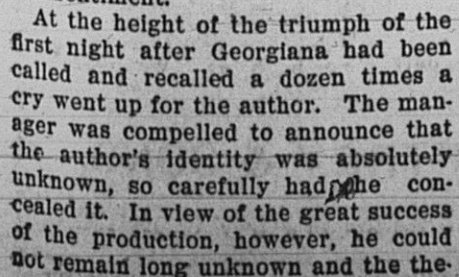 At the height of the triumph of the
first night after Georgiana had been
called and recalled a dozen times a
cry went up for the author. The man-
ager was compelled to announce that
the author's identity was absolutely
unknown, so carefully had he con-
cealed it. In view of the great success
of the production, however, he could
not remain long unknown and the the-